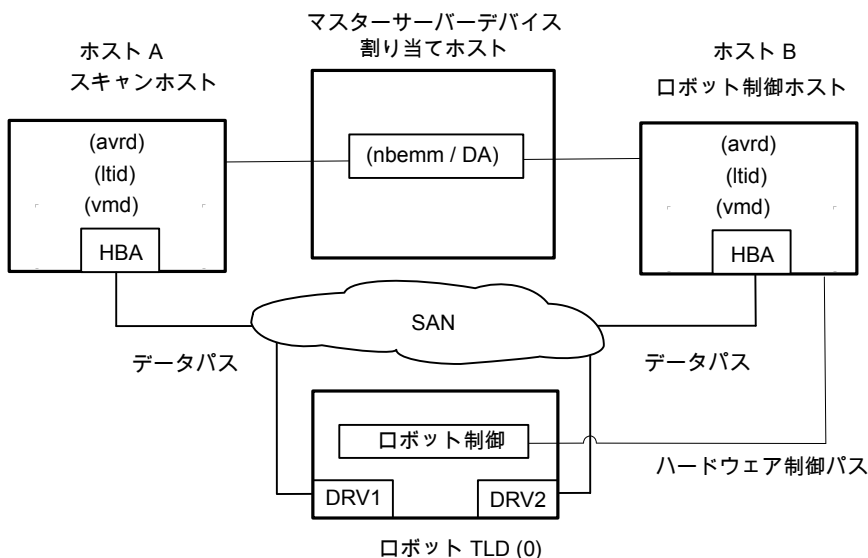 マスターサーバーデバイス
割り当てホスト
ホスト A
スキャンホスト
ホスト B
ロボット制御ホスト
(avrd)
(ltid)
(vmd)
HBA
(nbemm / DA)
(avrd)
(ltid)
(vmd)
HBA
SAN
データパス
データパス
ロボット制御
ハードウェア制御パス
DRV1
DRV2
ロボット TLD (0)